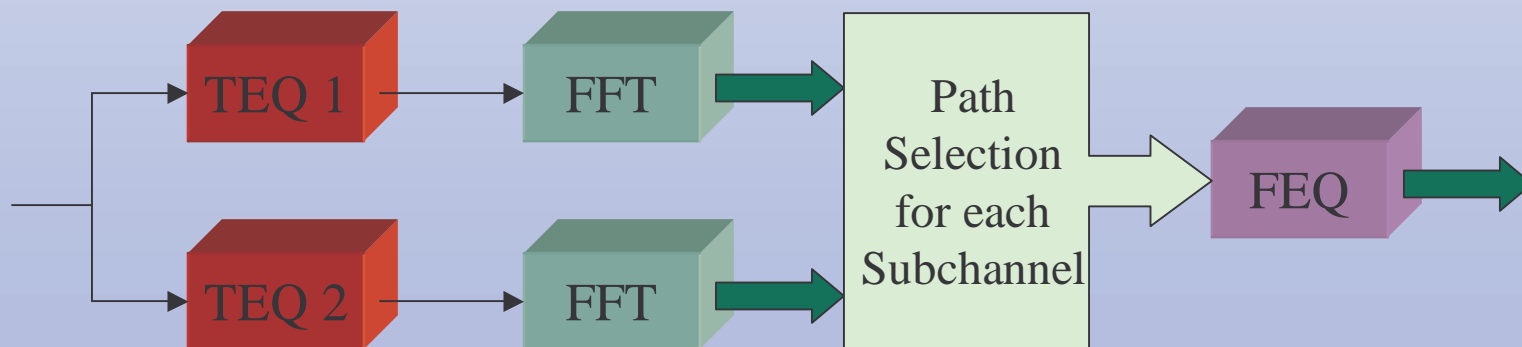 TEQ 1
FFT
Path
Selection
for each
Subchannel
FEQ
TEQ 2
FFT